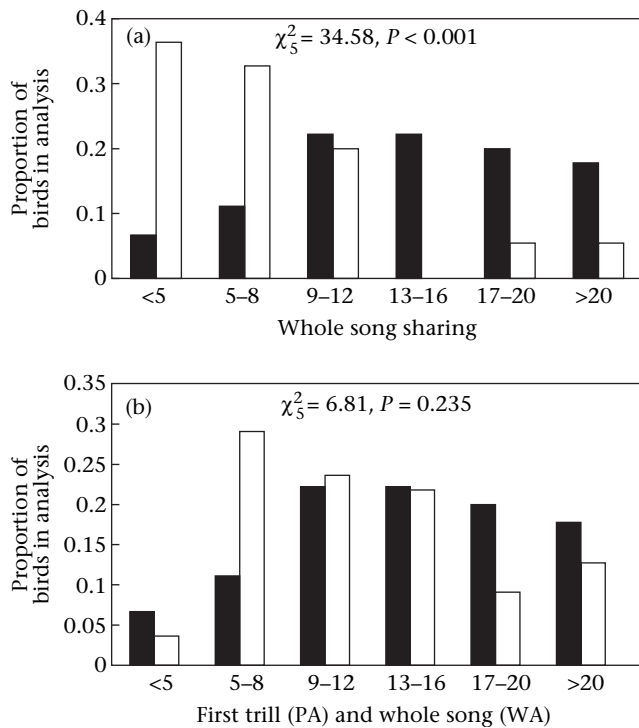 (a)
χ²₅ = 34.58, P < 0.001
Proportion of
birds in analysis
0.4
0.3
0.2
0.1
0
<5 5–8 9–12 13–16 17–20 >20
Whole song sharing
(b)
χ²₅ = 6.81, P = 0.235
Proportion of
birds in analysis
0.35
0.3
0.25
0.2
0.15
0.1
0.05
0
<5 5–8 9–12 13–16 17–20 >20
First trill (PA) and whole song (WA)